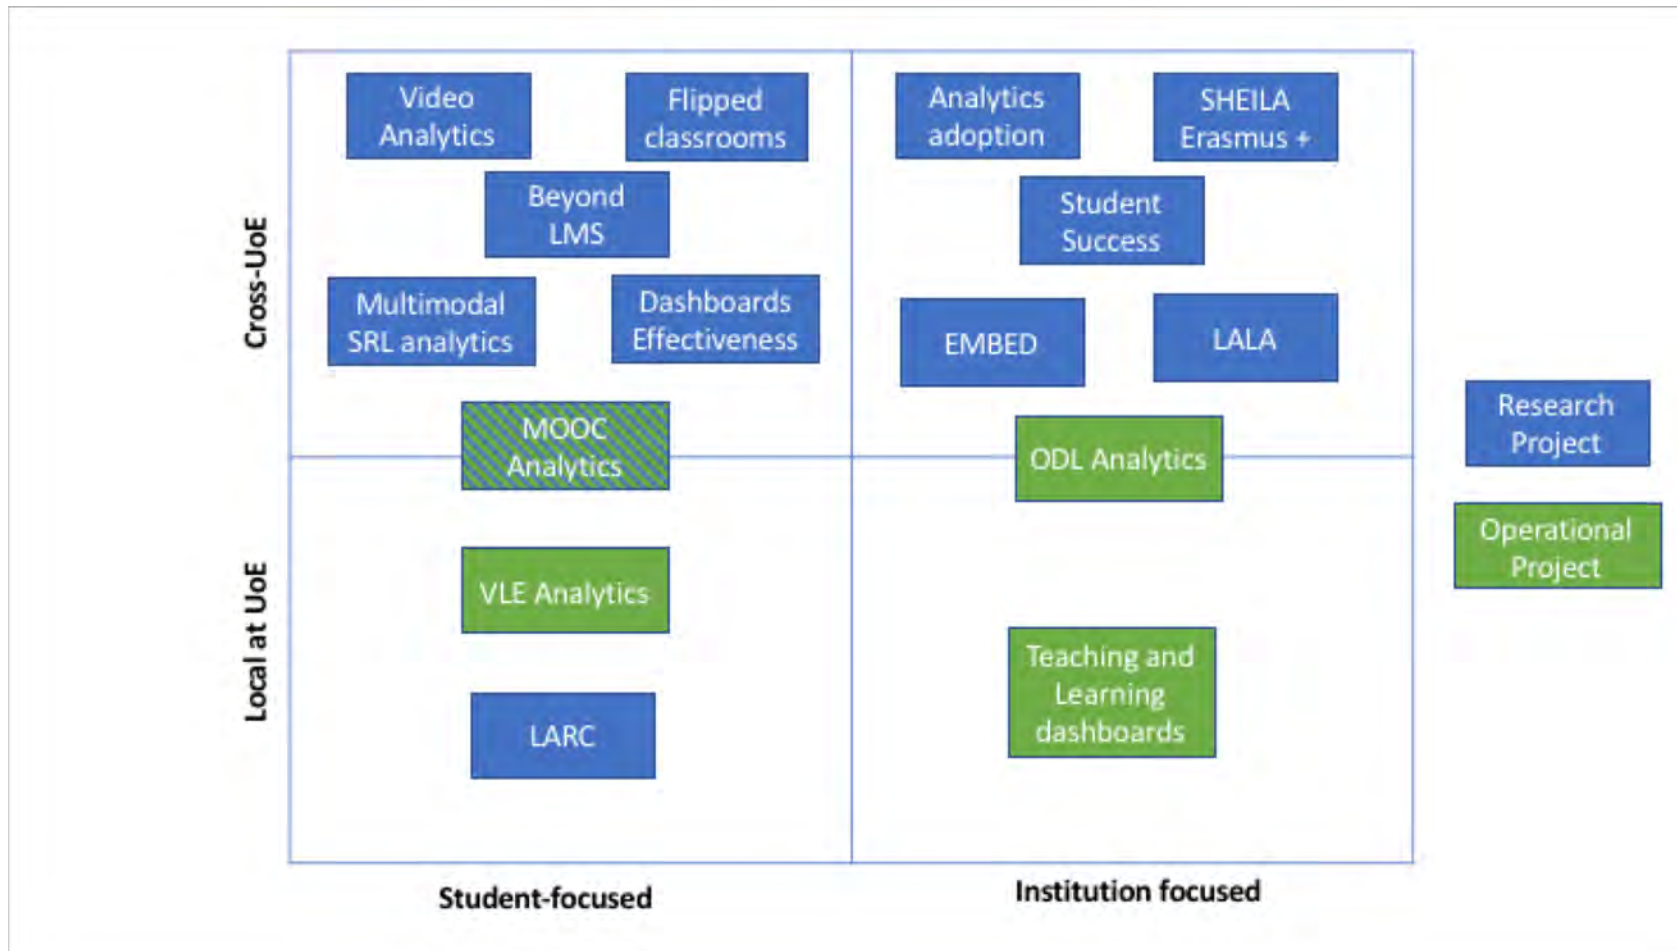 Video
Analytics
Flipped
classrooms
Beyond
LMS
Multimodal
SRL analytics
Dashboards
Effectiveness
Analytics
adoption
SHEILA
Erasmus +
Student
Success
EMBED
LALA
Cross-UoE
MOOC
Analytics
ODL Analytics
VLE Analytics
LARC
Teaching and
Learning
dashboards
Local at UoE
Student-focused
Institution focused
Research
Project
Operational
Project